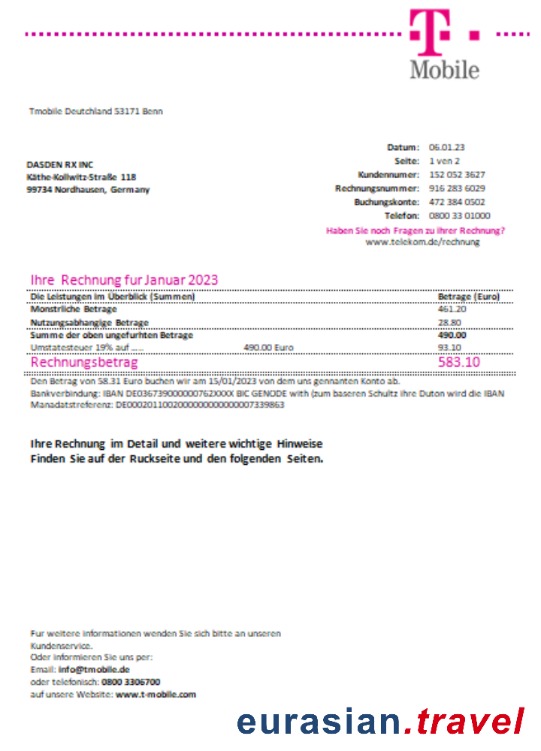 T
Mobile
Tmobile Deutchland 53171 Benn
Datum: 06.01.23
Seite: 1 ven 2
Kundennumer: 152 052 3627
Rechnungsnummer: 916 283 6029
Buchungskonte: 472 384 0502
Telefon: 0800 33 01000
DASDEN RX INC
Käthe-Kollwitz-Straße 118
99734 Nordhausen, Germany
Haben Sie noch Fragen zu ihrer Rechnung?
www.telekom.de/rechnung
Ihre Rechnung fur Januar 2023
Die Leistungen im Überblick (Summen) Betrage (Euro)
Monstrliche Betrage 461.20
Nutzungsabhangige Betrage 28.80
Summe der oben ungefurhten Betrage 490.00
Umstatesteuer 19% auf ..... 490.00 Euro 93.10
Rechnungsbetrag 583.10
Den Betrag von 58.31 Euro buchen wir am 15/01/2023 von dem uns gennanten Konto ab.
Bankverbindung: IBAN DE036739000000762XXXX BIC GENODE with (zum baseren Schultz ihre Duton wird die IBAN
Manadatstreferenz:
Ihre Rechnung im Detail und weitere wichtige Hinweise
Finden Sie auf der Ruckseite und den folgenden Seiten.
Fur weitere informationen wenden Sie sich bitte an unseren
Kundenservice.
Oder informieren Sie uns per:
Email: info@tmobile.de
oder telefonisch: 0800 3306700
auf unsere Website: www.t-mobile.com
eurasian.travel